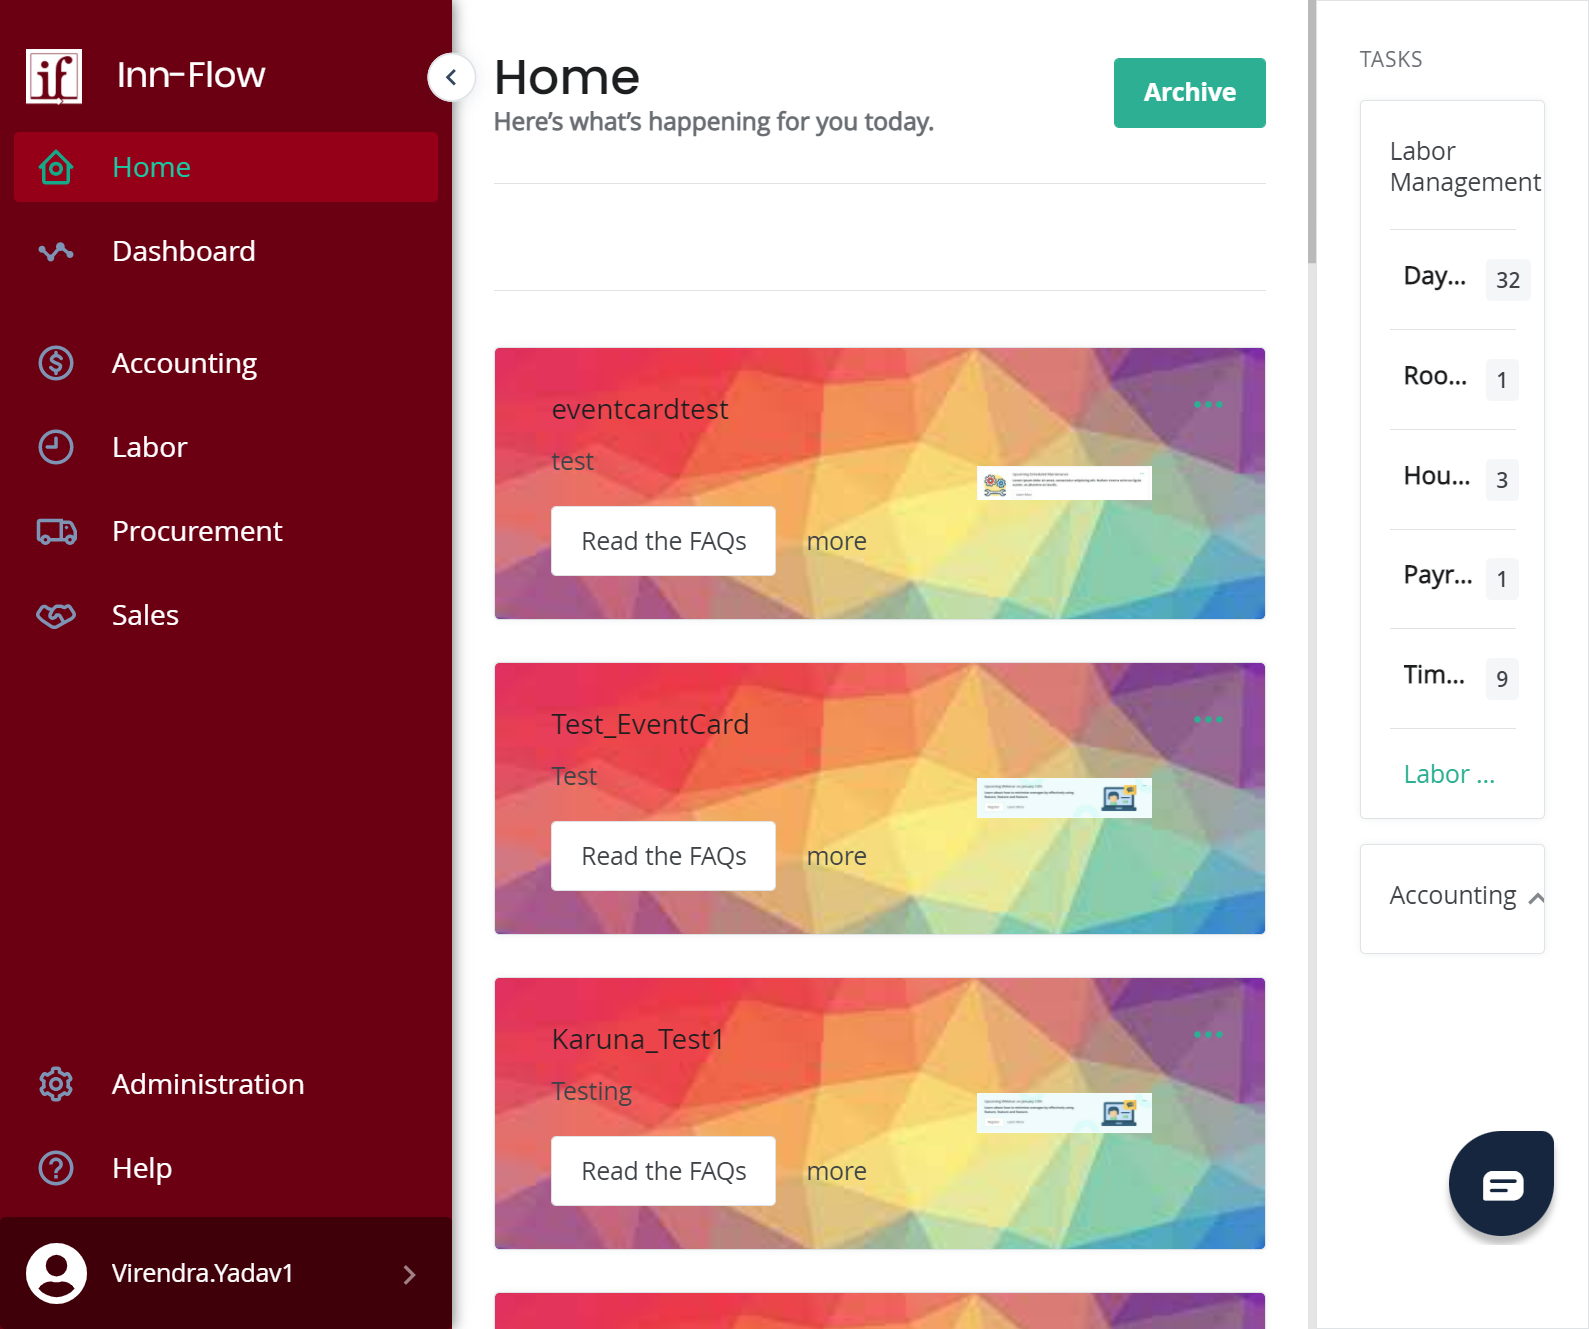 if
Inn-Flow
Home
Dashboard
Accounting
Labor
Procurement
Sales
Administration
Help
Virendra.Yadav1
Home
Here’s what’s happening for you today.
Archive
eventcardtest
test
Read the FAQs
more
Test_EventCard
Test
Read the FAQs
more
Karuna_Test1
Testing
Read the FAQs
more
TASKS
Labor
Management
Day... 32
Roo... 1
Hou... 3
Payr... 1
Tim... 9
Labor ...
Accounting